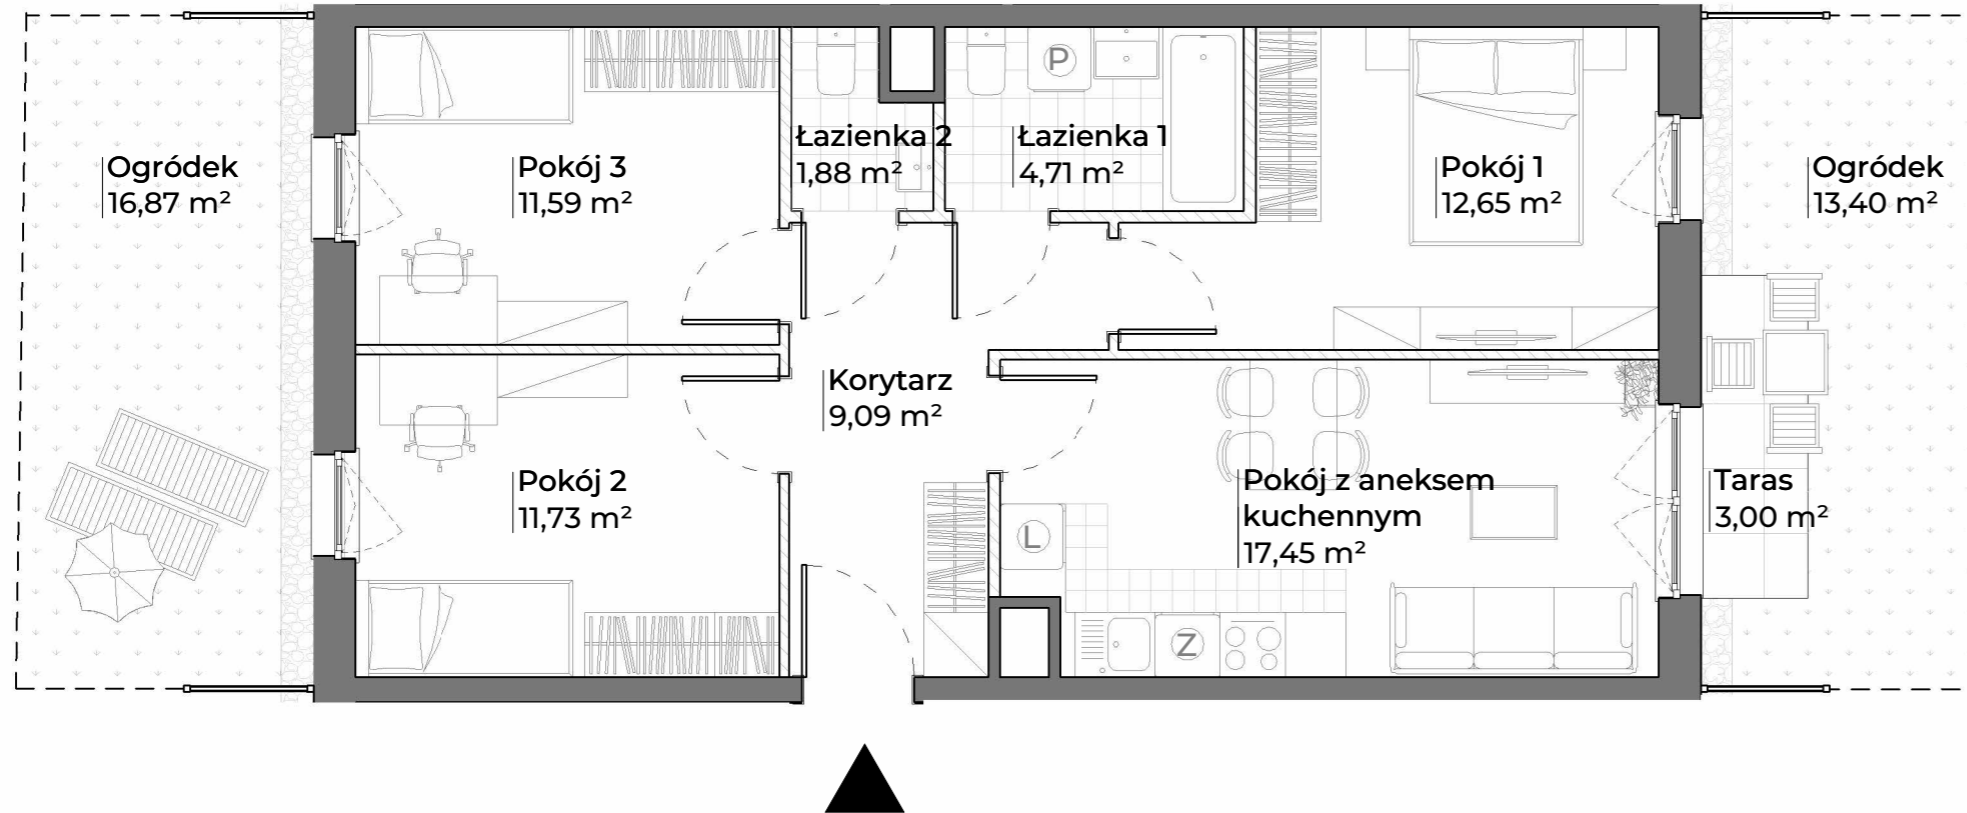 Ogródek
16,87 m²
Pokój 3
11,59 m²
Łazienka 2
1,88 m²
P
Łazienka 1
4,71 m²
Pokój 1
12,65 m²
Ogródek
13,40 m²
Korytarz
9,09 m²
Pokój 2
11,73 m²
L
Z
Pokój z aneksem
kuchennym
17,45 m²
Taras
3,00 m²